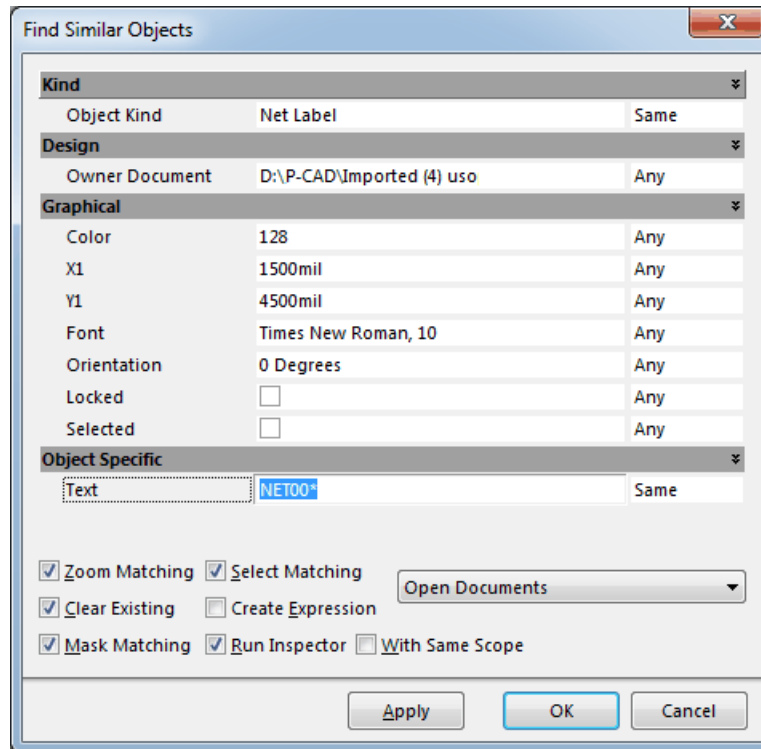 Find Similar Objects
Kind
Object Kind Net Label Same
Design
Owner Document D:\P-CAD\Imported (4) uso Any
Graphical
Color 128 Any
X1 1500mil Any
Y1 4500mil Any
Font Times New Roman, 10 Any
Orientation 0 Degrees Any
Locked Any
Selected Any
Object Specific
Text NET00* Same
Zoom Matching Select Matching Open Documents
Clear Existing Create Expression
Mask Matching Run Inspector With Same Scope
Apply OK Cancel